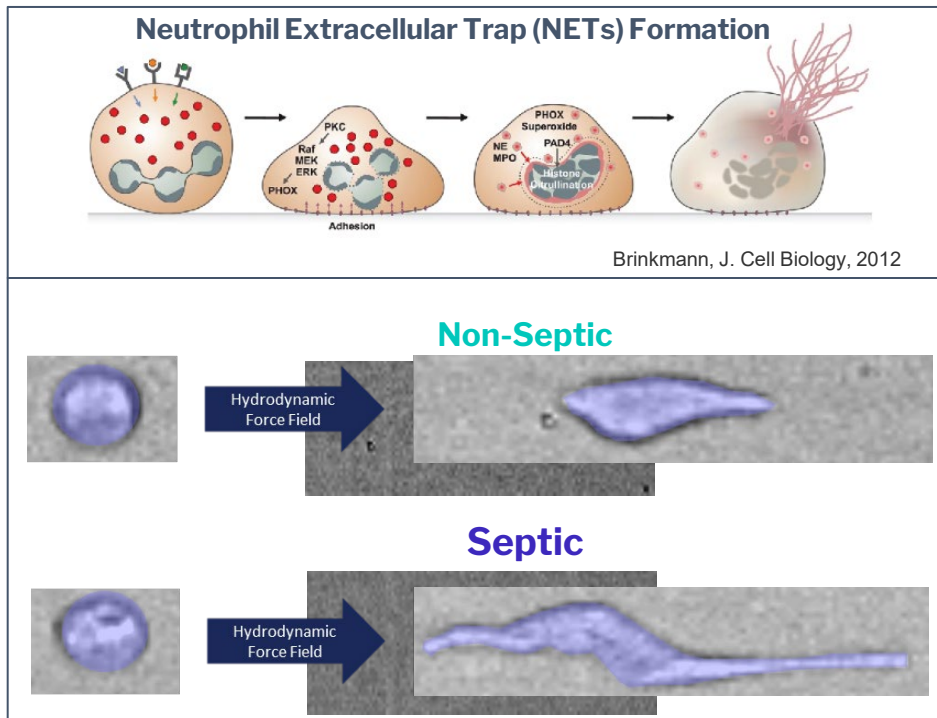 Neutrophil Extracellular Trap (NETs) Formation
PKC
Raf
MEK
ERK
PHOX
Adhesion
PHOX
Superoxide
NE
MPO
PAD4
Histone
Ditrullination
Brinkmann, J. Cell Biology, 2012
Non-Septic
Hydrodynamic
Force Field
Septic
Hydrodynamic
Force Field